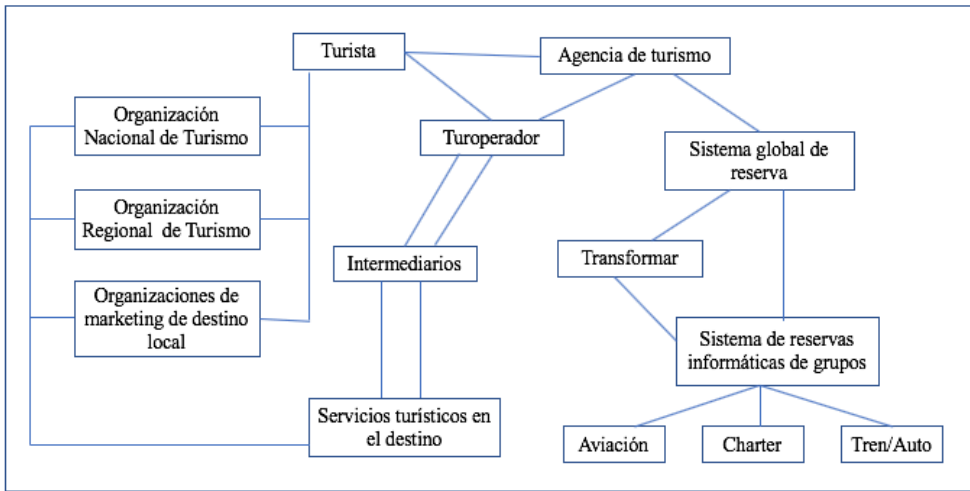 Turista
Agencia de turismo
Organización
Nacional de Turismo
Turoperador
Sistema global de
reserva
Organización
Regional de Turismo
Intermediarios
Transformar
Organizaciones de
marketing de destino
local
Sistema de reservas
informáticas de grupos
Servicios turísticos en
el destino
Aviación
Charter
Tren/Auto